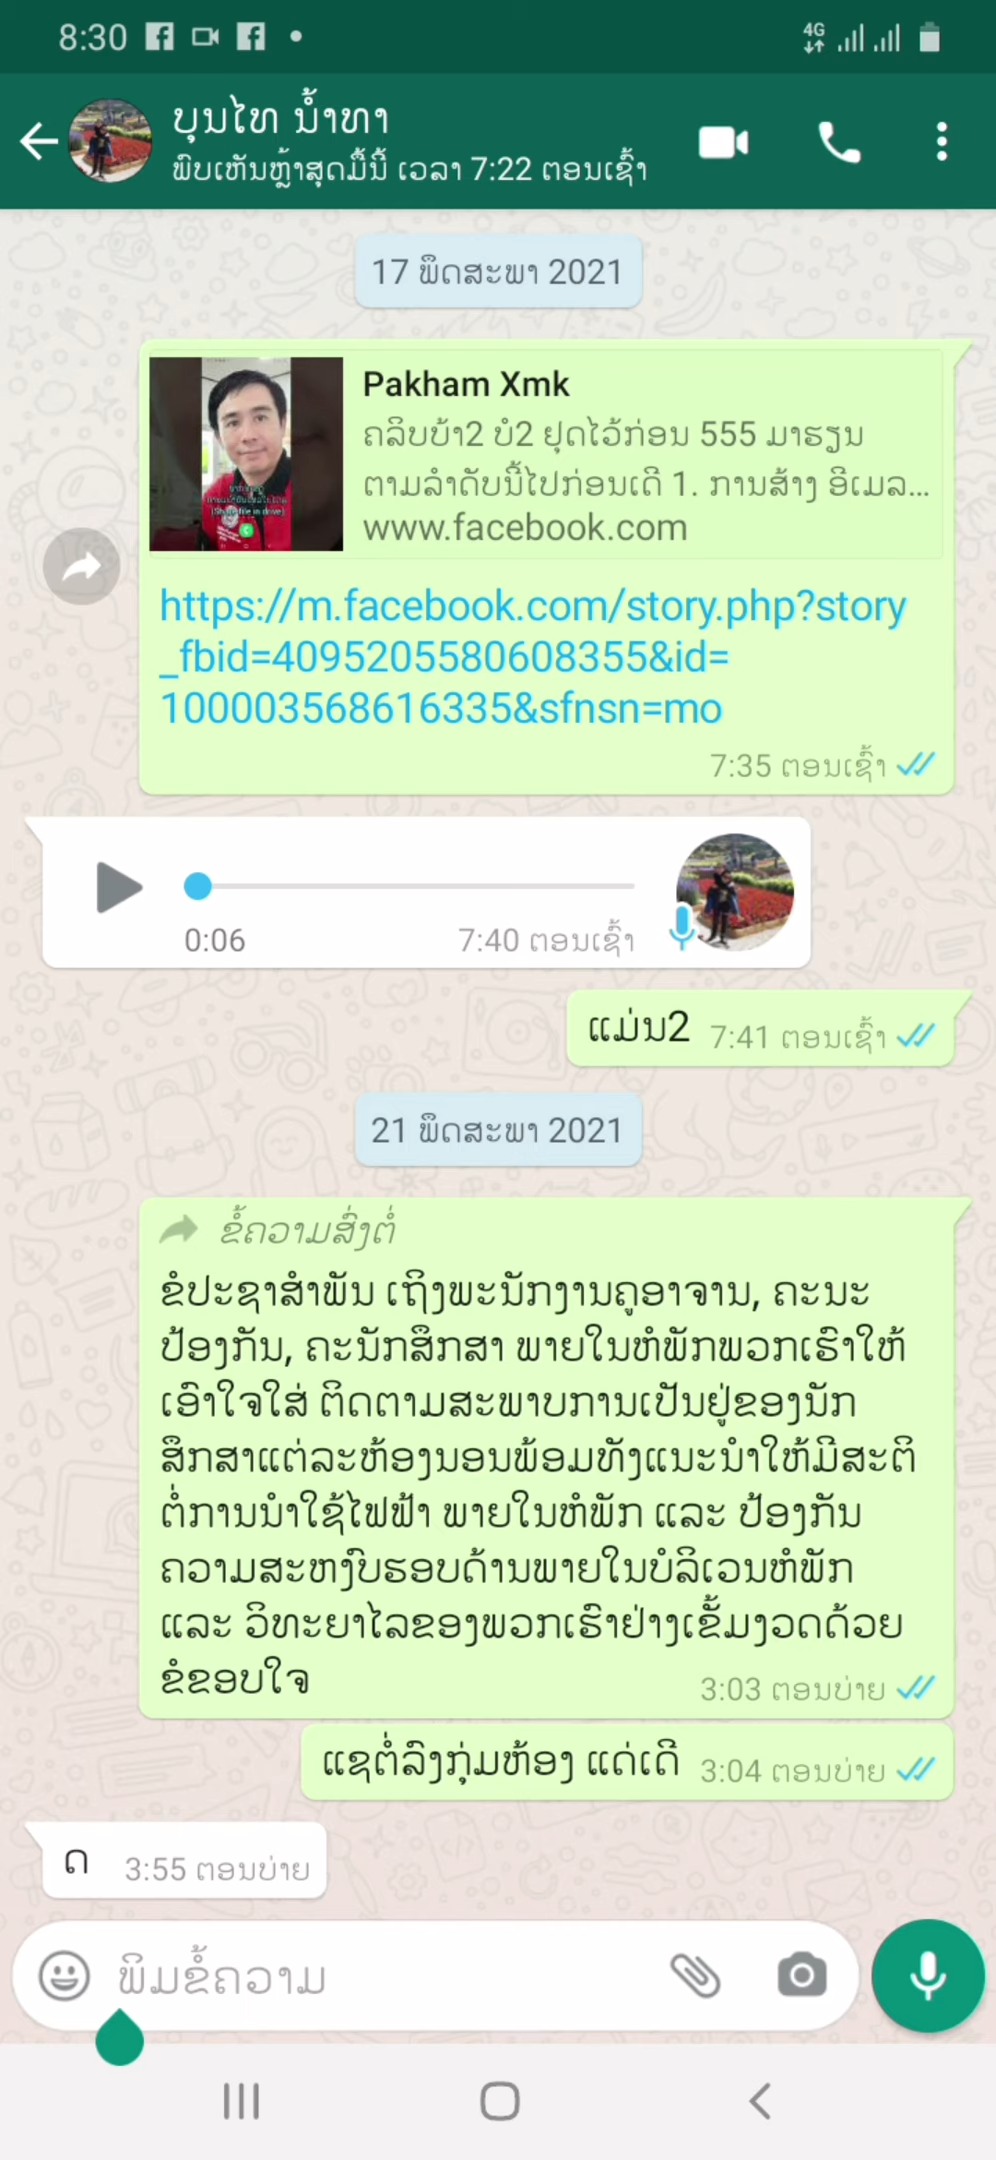 8:30
4G
ບຸນໄທ ນ້ຳທາ
ພົບເຫັນຫຼ້າສຸດມື້ນີ້ ເວລາ 7:22 ຕອນເຊົ້າ
17 ພຶດສະພາ 2021
Pakham Xmk
ຄລິບບ້າ2 ບໍ2 ຢຸດໄວ້ກ່ອນ 555 ມາຮຽນ
ຕາມລຳດັບນີ້ໄປກ່ອນເດີ 1. ການສ້າງ ອີເມລ...
www.facebook.com
https://m.facebook.com/story.php?story
_fbid=4095205580608355&id=
100003568616335&sfnsn=mo
7:35 ຕອນເຊົ້າ
0:06
7:40 ຕອນເຊົ້າ
ແມ່ນ2 7:41 ຕອນເຊົ້າ
21 ພຶດສະພາ 2021
ຂໍ້ຄວາມສົ່ງຕໍ່
ຂໍປະຊາສຳພັນ ເຖິງພະນັກງານຄູອາຈານ, ຄະນະ
ປ້ອງກັນ, ຄະນັກສຶກສາ ພາຍໃນຫໍພັກພວກເຮົາໃຫ້
ເອົາໃຈໃສ່ ຕິດຕາມສະພາບການເປັນຢູ່ຂອງນັກ
ສຶກສາແຕ່ລະຫ້ອງນອນພ້ອມທັງແນະນຳໃຫ້ມີສະຕິ
ຕໍ່ການນຳໃຊ້ໄຟຟ້າ ພາຍໃນຫໍພັກ ແລະ ປ້ອງກັນ
ຄວາມສະຫງົບຮອບດ້ານພາຍໃນບໍລິເວນຫໍພັກ
ແລະ ວິທະຍາໄລຂອງພວກເຮົາຢ່າງເຂັ້ມງວດດ້ວຍ
ຂໍຂອບໃຈ
3:03 ຕອນບ່າຍ
ແຊຕໍ່ລົງກຸ່ມຫ້ອງ ແດ່ເດີ 3:04 ຕອນບ່າຍ
ດ 3:55 ຕອນບ່າຍ
ພິມຂໍ້ຄວາມ